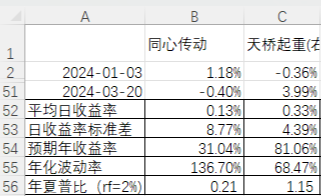 A B C
1 同心传动 天桥起重(右
2 2024-01-03 1.18% -0.36%
51 2024-03-20 -0.40% 3.99%
52 平均日收益率 0.13% 0.33%
53 日收益率标准差 8.77% 4.39%
54 预期年收益率 31.04% 81.06%
55 年化波动率 136.70% 68.47%
56 年夏普比（rf=2%) 0.21 1.15